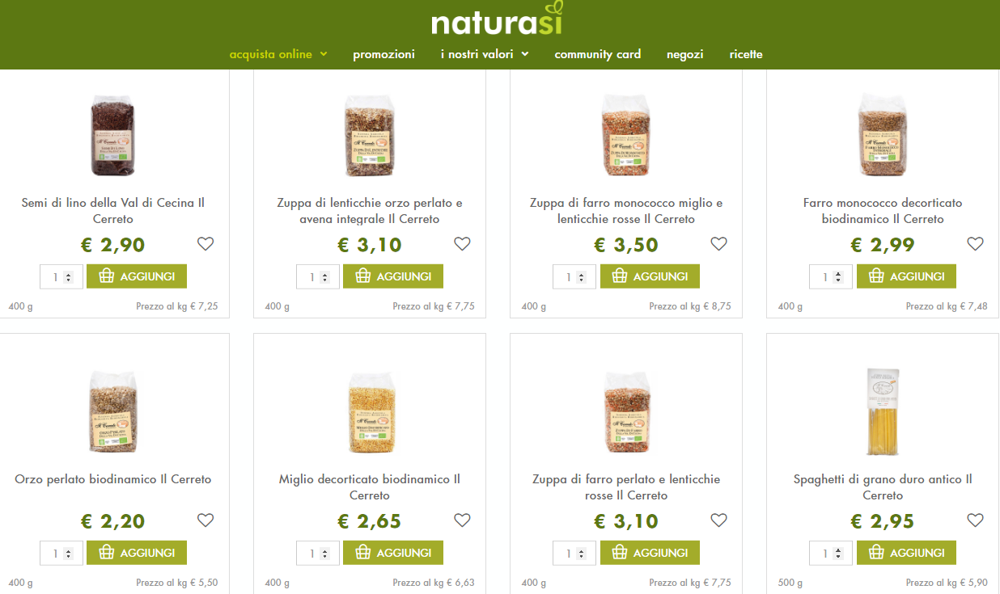 naturasì
acquista online
promozioni
i nostri valori
community card
negozi
ricette
Semi di lino della Val di Cecina Il
Cerreto
€ 2,90
1
AGGIUNGI
400 g
Prezzo al kg € 7,25
Zuppa di lenticchie orzo perlato e
avena integrale Il Cerreto
€ 3,10
1
AGGIUNGI
400 g
Prezzo al kg € 7,75
Zuppa di farro monococco miglio e
lenticchie rosse Il Cerreto
€ 3,50
1
AGGIUNGI
400 g
Prezzo al kg € 8,75
Farro monococco decorticato
biodinamico Il Cerreto
€ 2,99
1
AGGIUNGI
400 g
Prezzo al kg € 7,48
Orzo perlato biodinamico Il Cerreto
€ 2,20
1
AGGIUNGI
400 g
Prezzo al kg € 5,50
Miglio decorticato biodinamico Il
Cerreto
€ 2,65
1
AGGIUNGI
400 g
Prezzo al kg € 6,63
Zuppa di farro perlato e lenticchie
rosse Il Cerreto
€ 3,10
1
AGGIUNGI
400 g
Prezzo al kg € 7,75
Spaghetti di grano duro antico Il
Cerreto
€ 2,95
1
AGGIUNGI
500 g
Prezzo al kg € 5,90